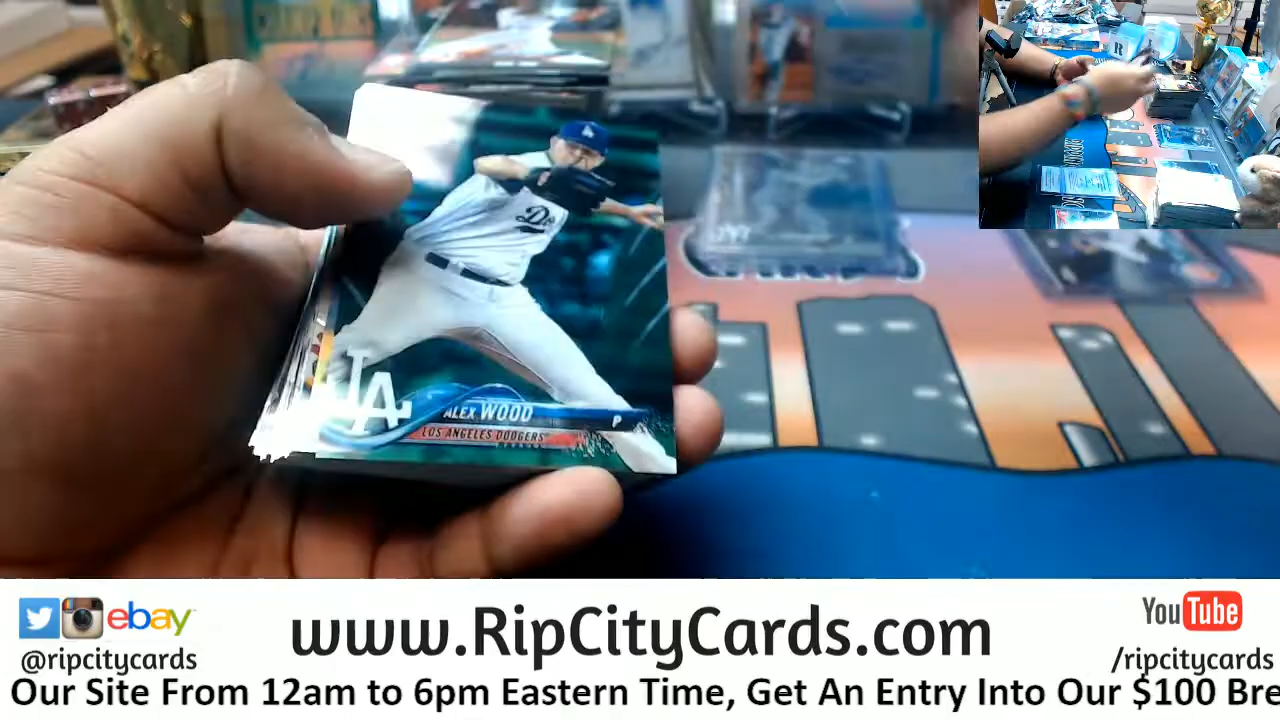 Do
LA
ALEX WOOD P
LOS ANGELES DODGERS
ebay
@ripcitycards
www.RipCityCards.com
YouTube
/ripcitycards
Our Site From 12am to 6pm Eastern Time, Get An Entry Into Our $100 Bre